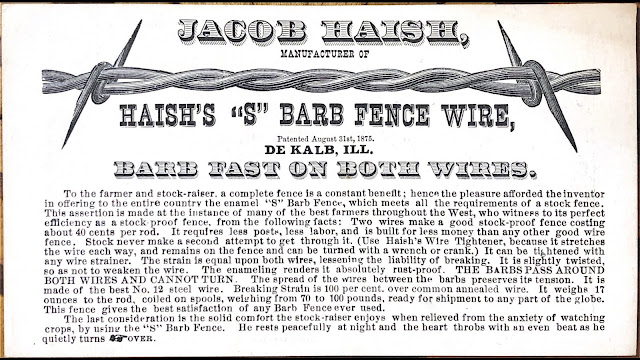 JACOB HAISH,
MANUFACTURER OF
HAISH'S "S" BARB FENCE WIRE,
Patented August 31st, 1875.
DE KALB, ILL.
BARB FAST ON BOTH WIRES.
To the farmer and stock-raiser, a complete fence is a constant benefit; hence the pleasure afforded the inventor
in offering to the entire country the enamel "S" Barb Fence, which meets all the requirements of a stock fence.
This assertion is made at the instance of many of the best farmers throughout the West, who witness to its perfect
efficiency as a stock-proof fence, from the following facts: Two wires make a good stock-proof fence costing
about 40 cents per rod. It requires less posts, less labor, and is built for less money than any other good wire
fence. Stock never make a second attempt to get through it. (Use Haish's Wire Tightener, because it stretches
the wire each way, and remains on the fence and can be turned with a wrench or crank.) It can be tightened with
any wire strainer. The strain is equal upon both wires, lessening the liability of breaking. It is slightly twisted,
so as not to weaken the wire. The enameling renders it absolutely rust-proof. THE BARBS PASS AROUND
BOTH WIRES AND CANNOT TURN. The spread of the wires between the barbs preserves its tension. It is
made of the best No. 12 steel wire. Breaking Strain is 100 per cent. over common annealed wire. It weighs 17
ounces to the rod, coiled on spools, weighing from 70 to 100 pounds, ready for shipment to any part of the globe.
This fence gives the best satisfaction of any Barb Fence ever used.
The last consideration is the solid comfort the stock-raiser enjoys when relieved from the anxiety of watching
crops, by using the "S" Barb Fence. He rests peacefully at night and the heart throbs with an even beat as he
quietly turns ☞OVER.